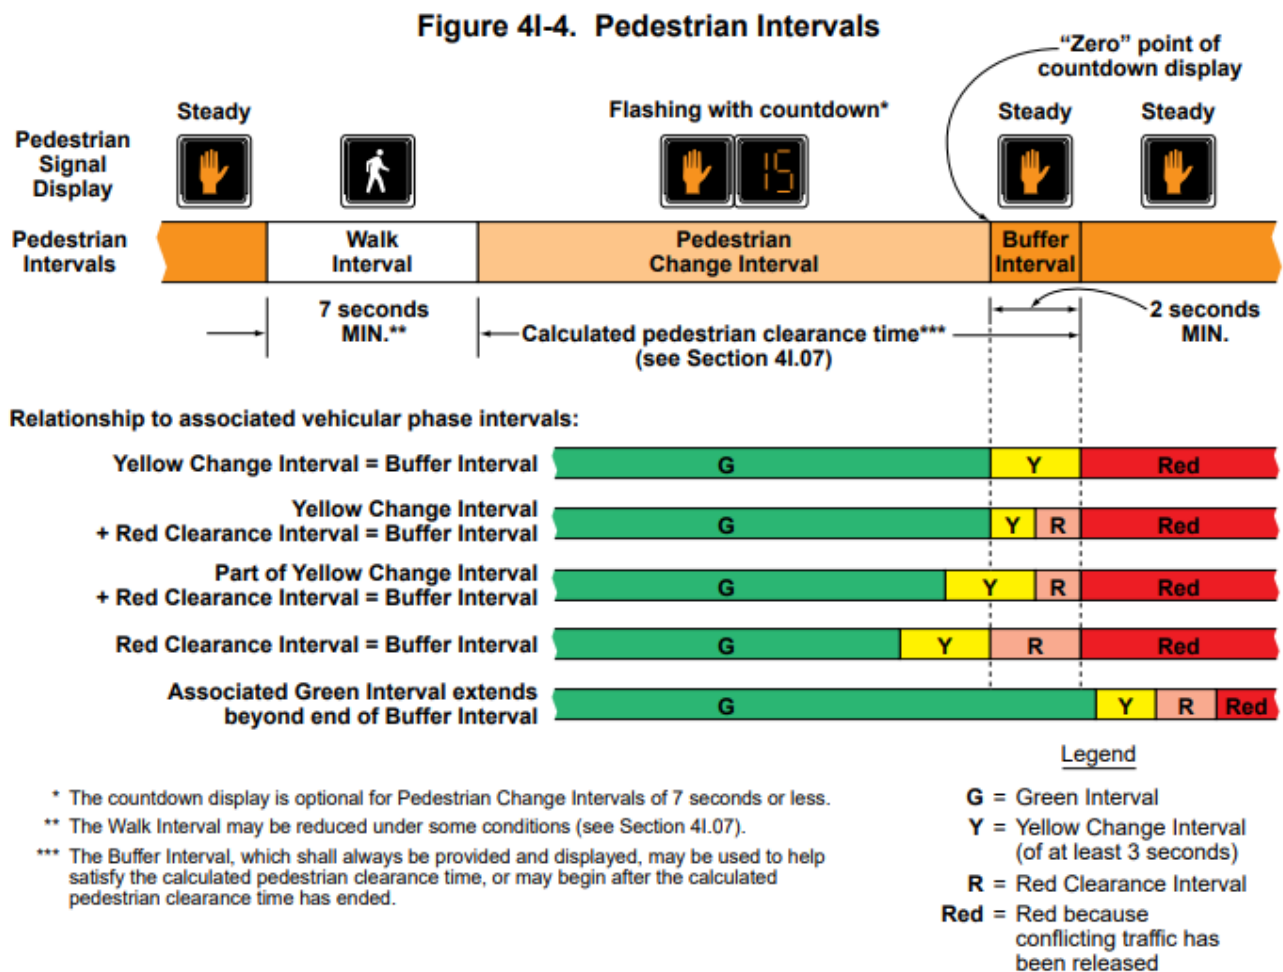 Figure 4I-4.  Pedestrian Intervals
“Zero” point of
countdown display
Steady
Flashing with countdown*
Steady
Steady
Pedestrian
Signal
Display
15
Pedestrian
Intervals
Walk
Interval
Pedestrian
Change Interval
Buffer
Interval
7 seconds
MIN.**
Calculated pedestrian clearance time***
(see Section 4I.07)
2 seconds
MIN.
Relationship to associated vehicular phase intervals:
Yellow Change Interval = Buffer Interval
G
Y
Red
Yellow Change Interval
+ Red Clearance Interval = Buffer Interval
G
Y
R
Red
Part of Yellow Change Interval
+ Red Clearance Interval = Buffer Interval
G
Y
R
Red
Red Clearance Interval = Buffer Interval
G
Y
R
Red
Associated Green Interval extends
beyond end of Buffer Interval
G
Y
R
Red
* The countdown display is optional for Pedestrian Change Intervals of 7 seconds or less.
** The Walk Interval may be reduced under some conditions (see Section 4I.07).
*** The Buffer Interval, which shall always be provided and displayed, may be used to help
satisfy the calculated pedestrian clearance time, or may begin after the calculated
pedestrian clearance time has ended.
Legend
G = Green Interval
Y = Yellow Change Interval
(of at least 3 seconds)
R = Red Clearance Interval
Red = Red because
conflicting traffic has
been released